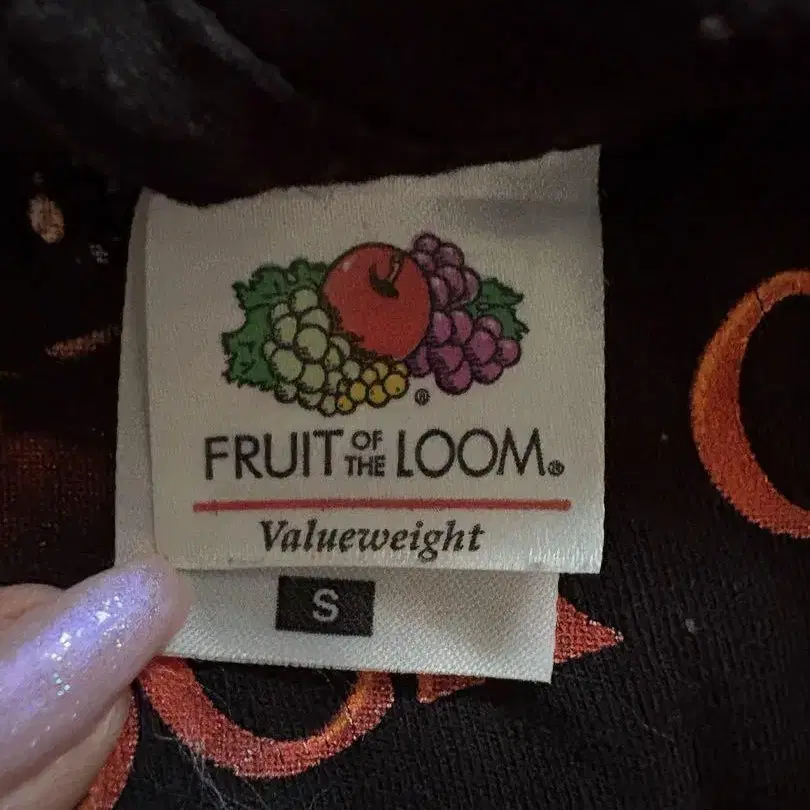 FRUIT OF THE LOOM®
Valueweight
S